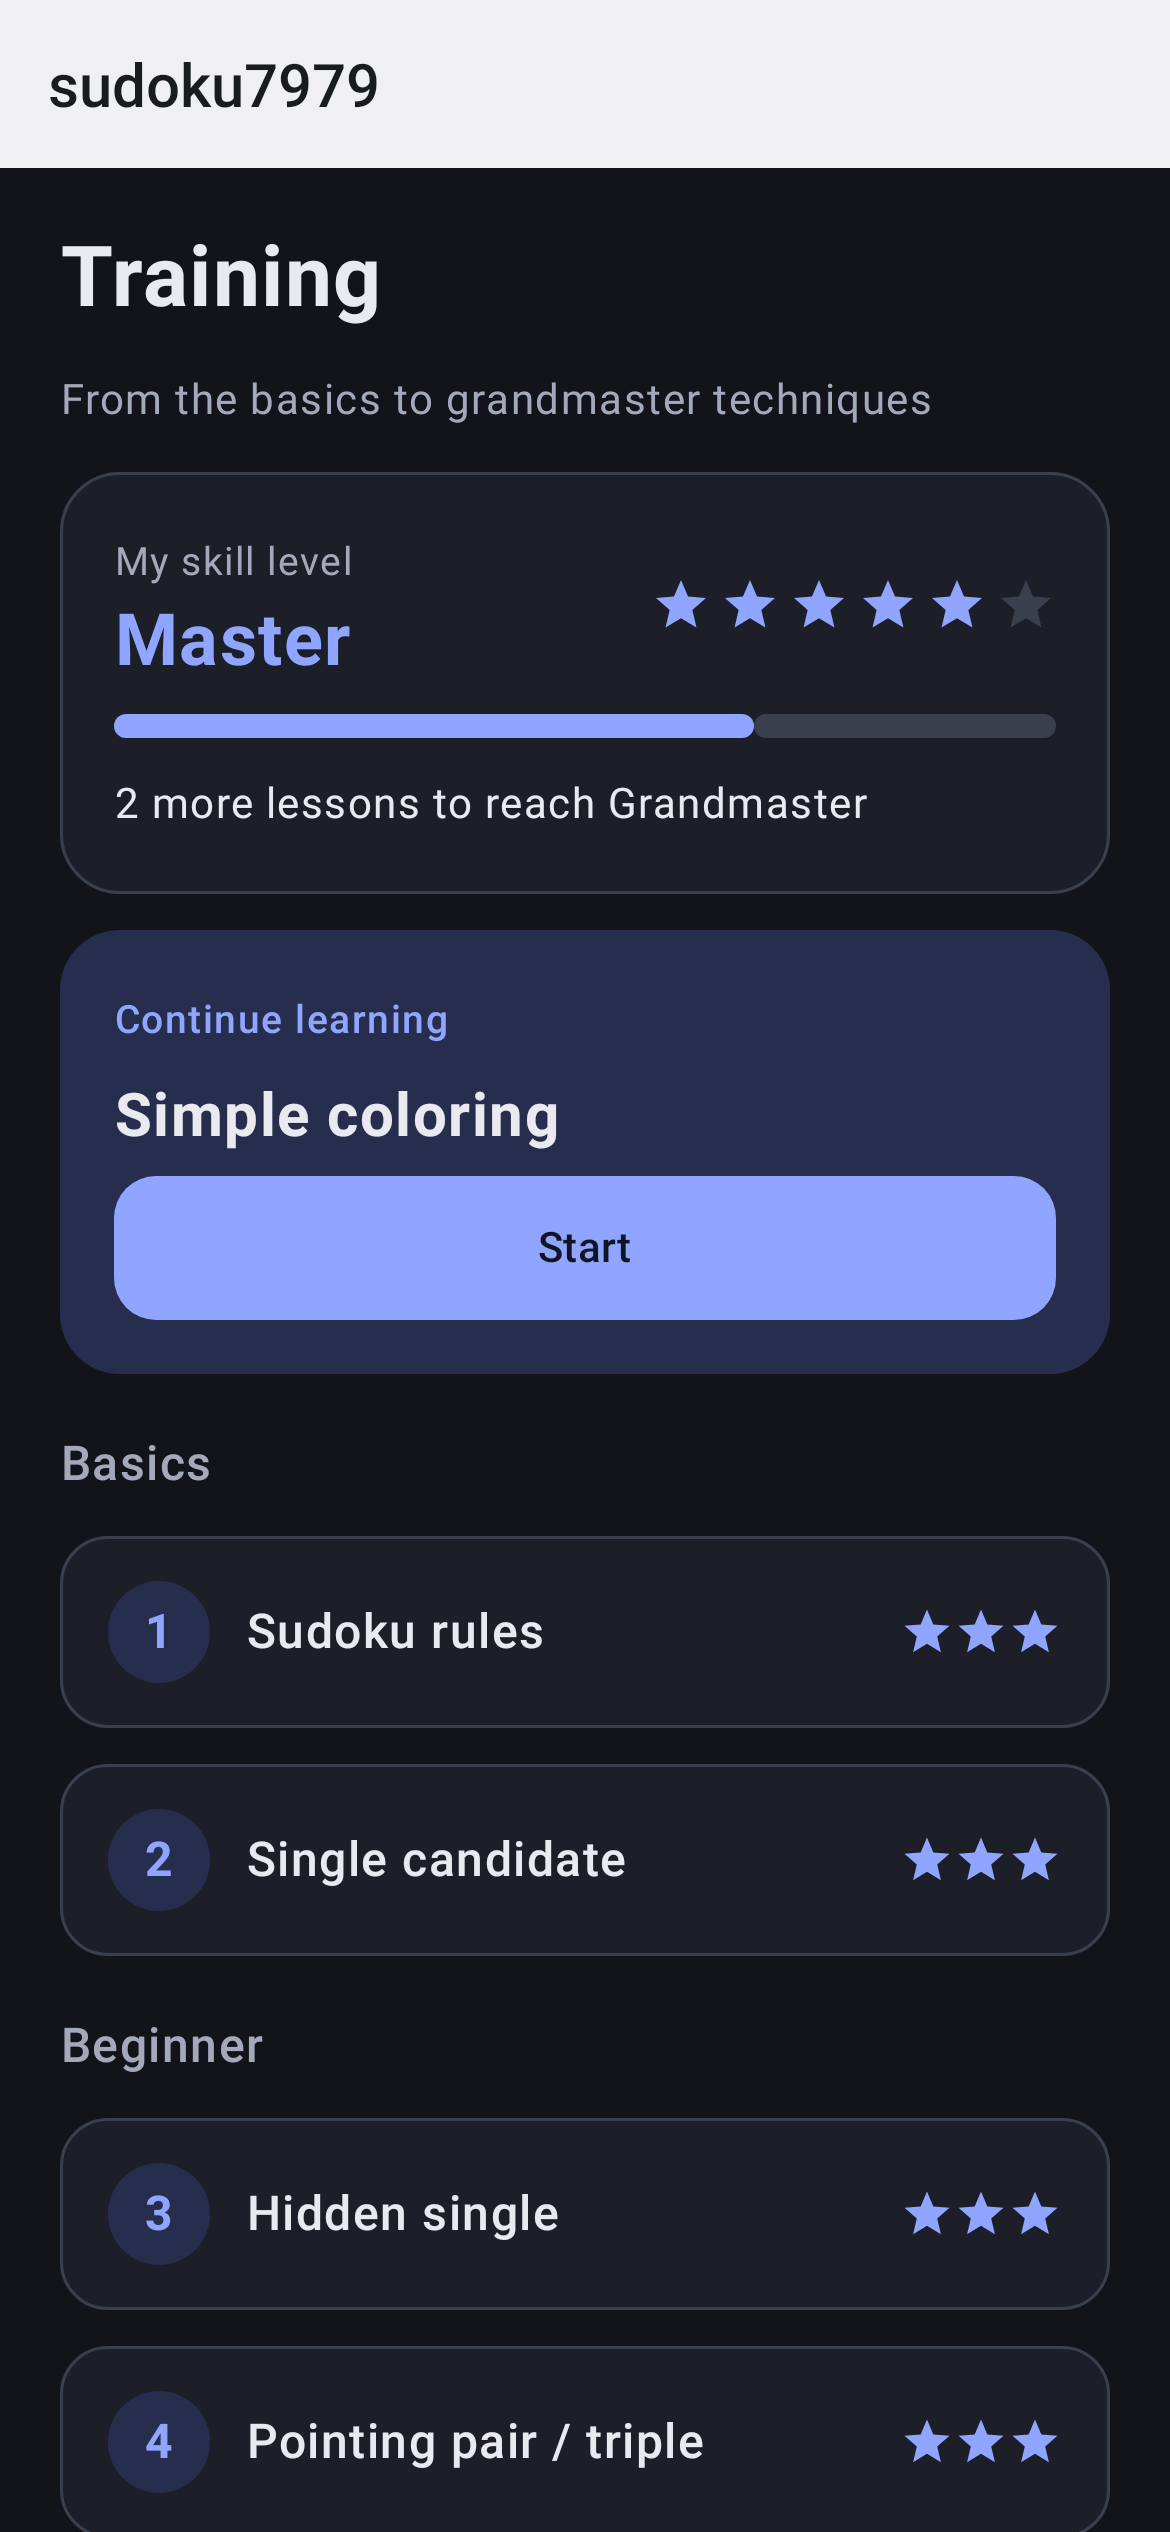 sudoku7979
Training
From the basics to grandmaster techniques
My skill level
Master
2 more lessons to reach Grandmaster
Continue learning
Simple coloring
Start
Basics
1 Sudoku rules
2 Single candidate
Beginner
3 Hidden single
4 Pointing pair / triple